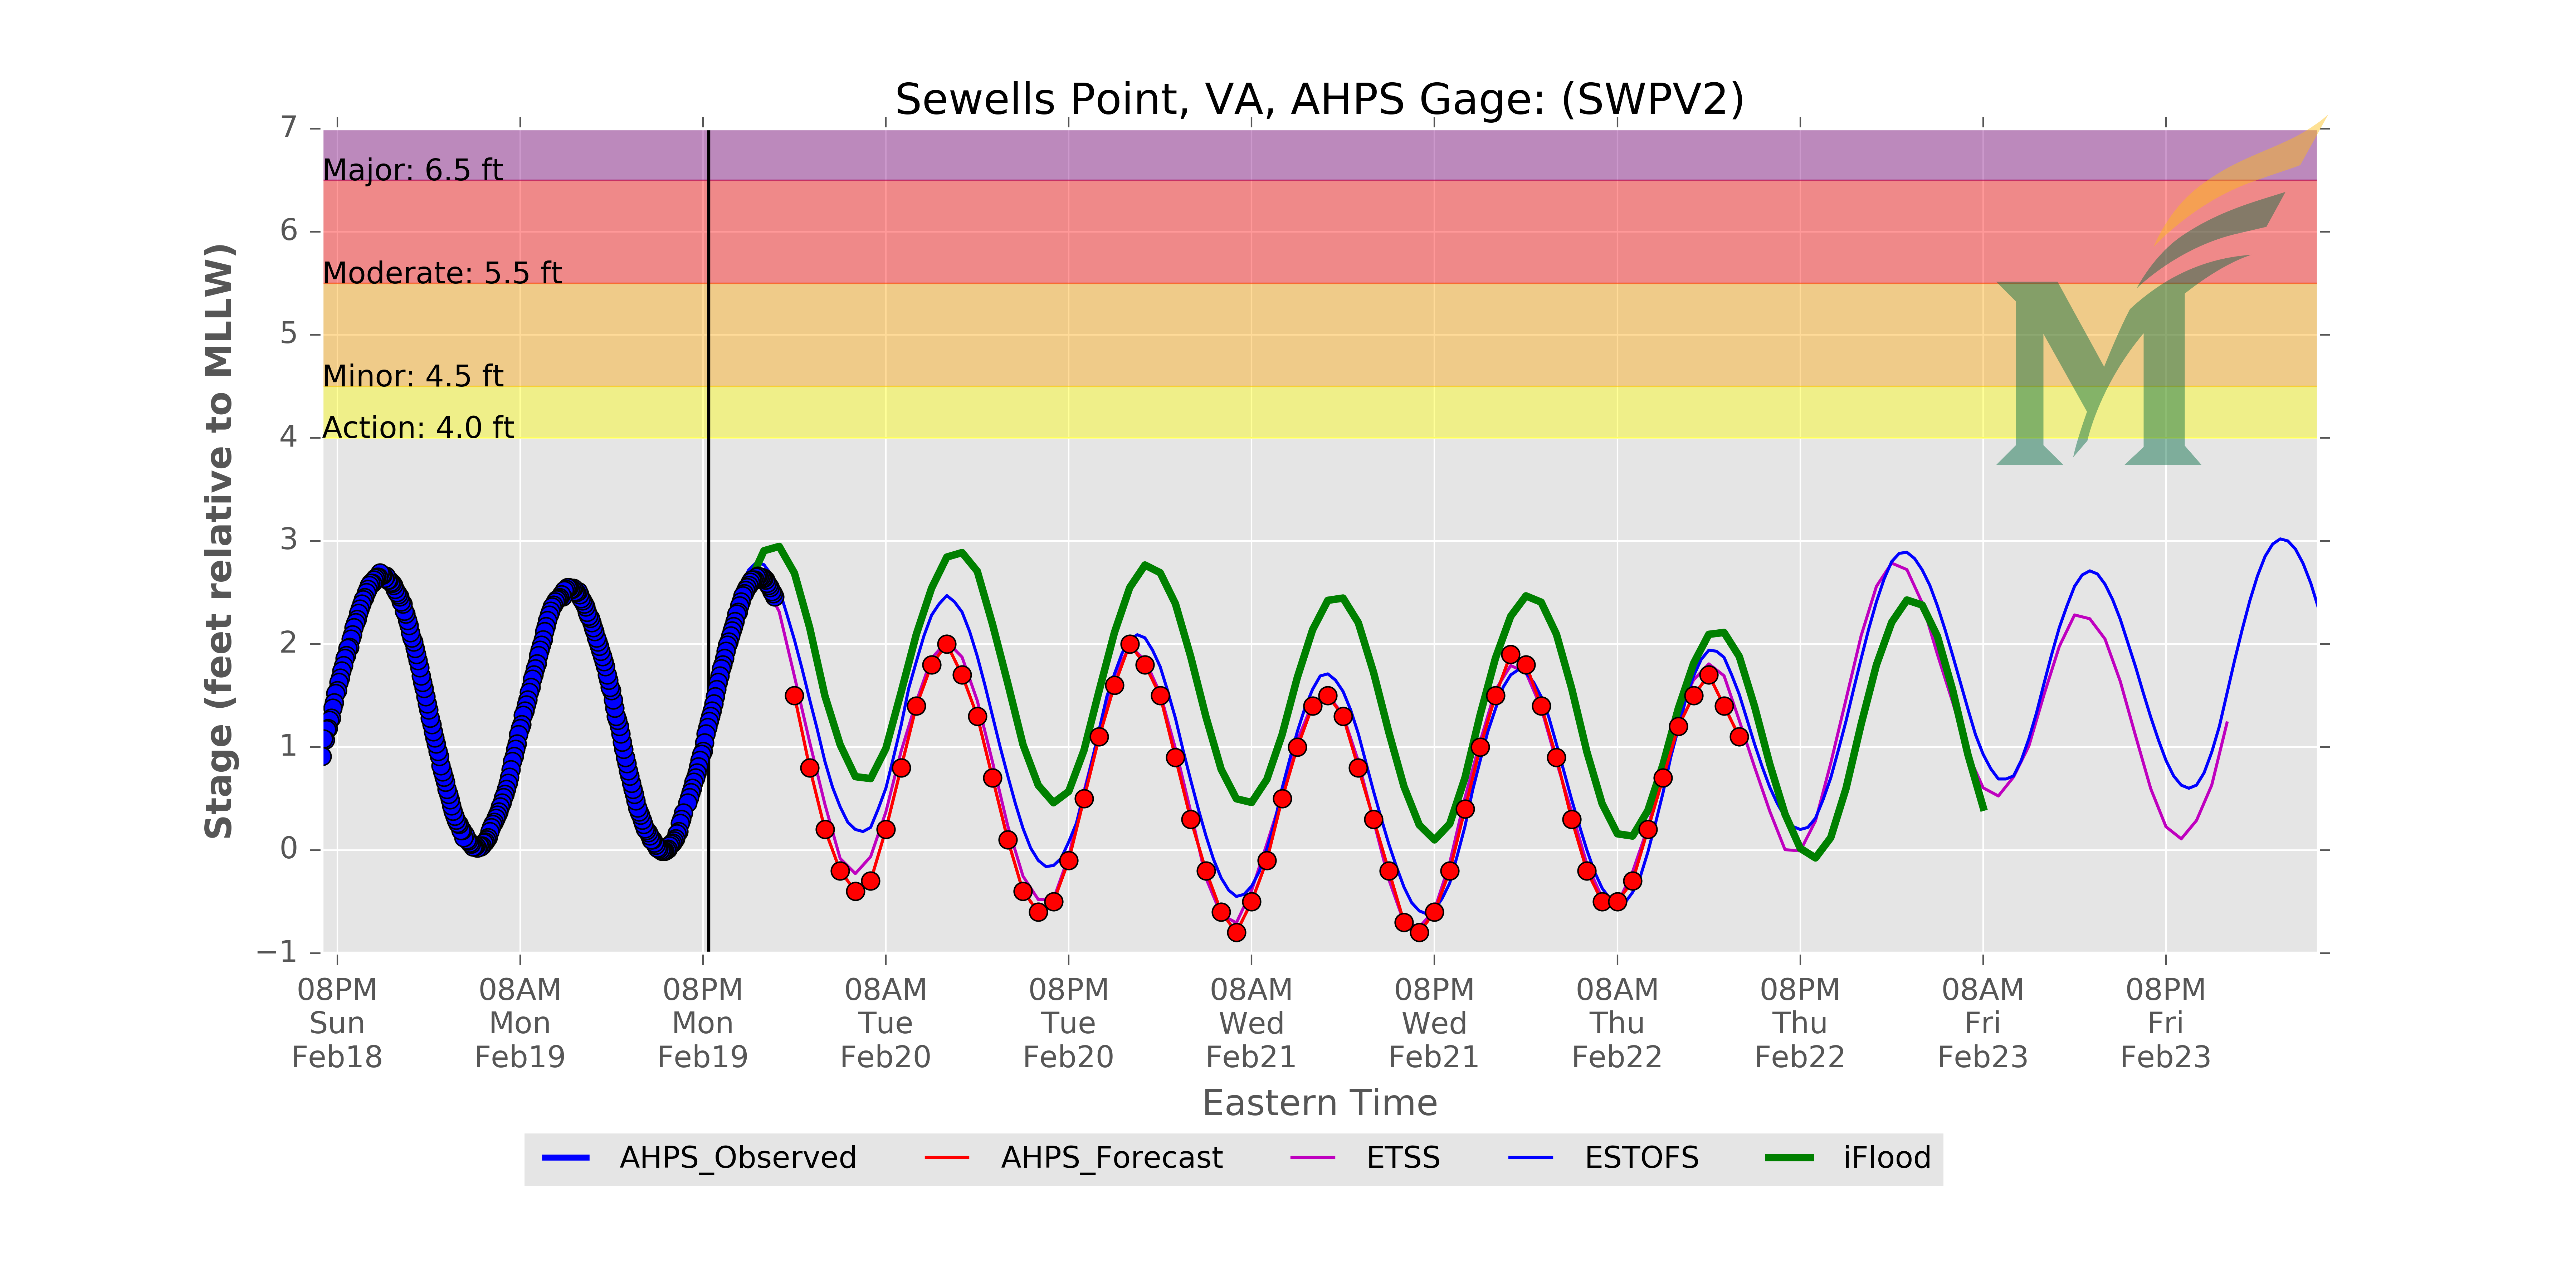 Sewells Point, VA, AHPS Gage: (SWPV2)
Stage (feet relative to MLLW)
7
6
5
4
3
2
1
0
−1
Major: 6.5 ft
Moderate: 5.5 ft
Minor: 4.5 ft
Action: 4.0 ft
M
08PM 08AM 08PM 08AM 08PM 08AM 08PM 08AM 08PM 08AM 08PM
Sun Mon Mon Tue Tue Wed Wed Thu Thu Fri Fri
Feb18 Feb19 Feb19 Feb20 Feb20 Feb21 Feb21 Feb22 Feb22 Feb23 Feb23
Eastern Time
AHPS_Observed AHPS_Forecast ETSS ESTOFS iFlood